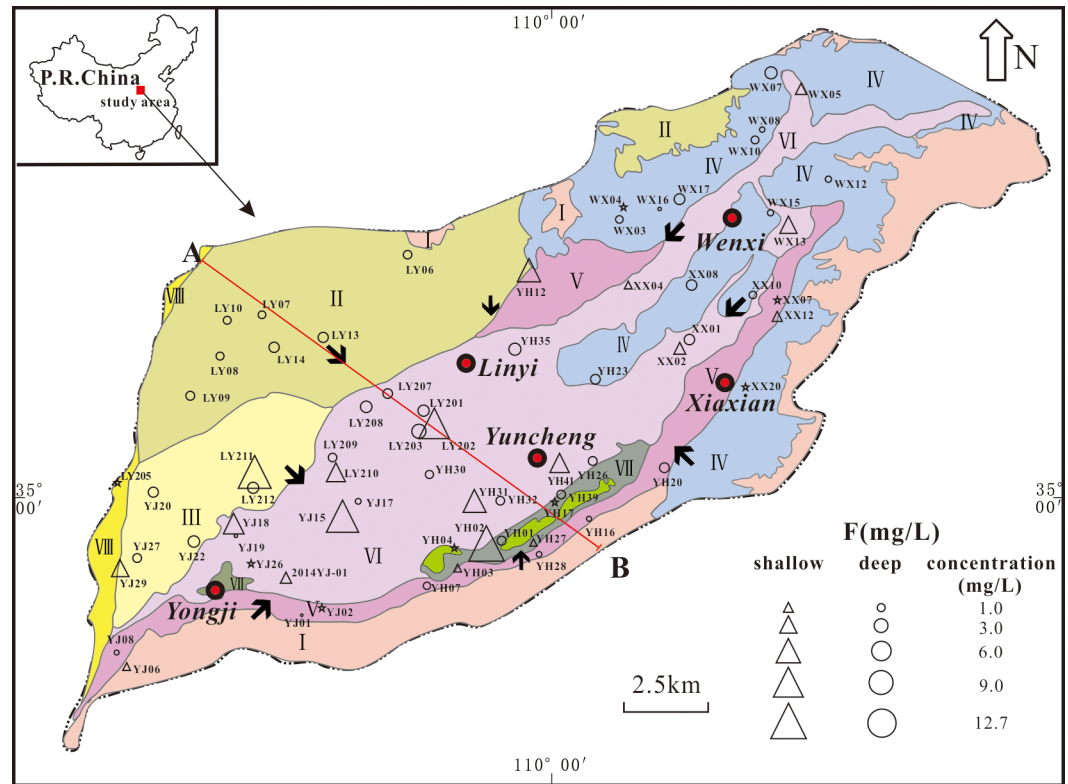 110° 00′
P.R.China
study area
N
WX07
IV
WX05
II
WX08
WX10
VI
IV
IV
IV
WX12
I
WX04
WX16
WX17
WX03
WX15
Wenxi
WX13
A
I
LY06
VIII
II
V
YH12
XX04
XX08
XX10
XX07
XX12
LY10
LY07
LY13
LY14
LY08
LY09
YH35
Linyi
IV
XX01
XX02
YH23
V
Xiaxian
XX20
LY207
LY208
LY201
LY203
LY202
Yuncheng
LY209
LY211
LY210
LY212
LY205
YJ20
YH30
YH41
YH26
VII
YH20
IV
35° 00′
35° 00′
III
YJ18
YJ15
YJ17
YH31
YH32
YH39
YH17
YJ19
YJ22
YH02
YH01
YH04
YH27
YH16
YH28
B
YJ27
VIII
YJ29
YJ26
VI
2014YJ-01
YH03
YH07
VII
Yongji
V
YJ02
YJ01
I
YJ08
YJ06
F(mg/L)
shallow deep concentration
(mg/L)
1.0
3.0
6.0
9.0
12.7
2.5km
110° 00′